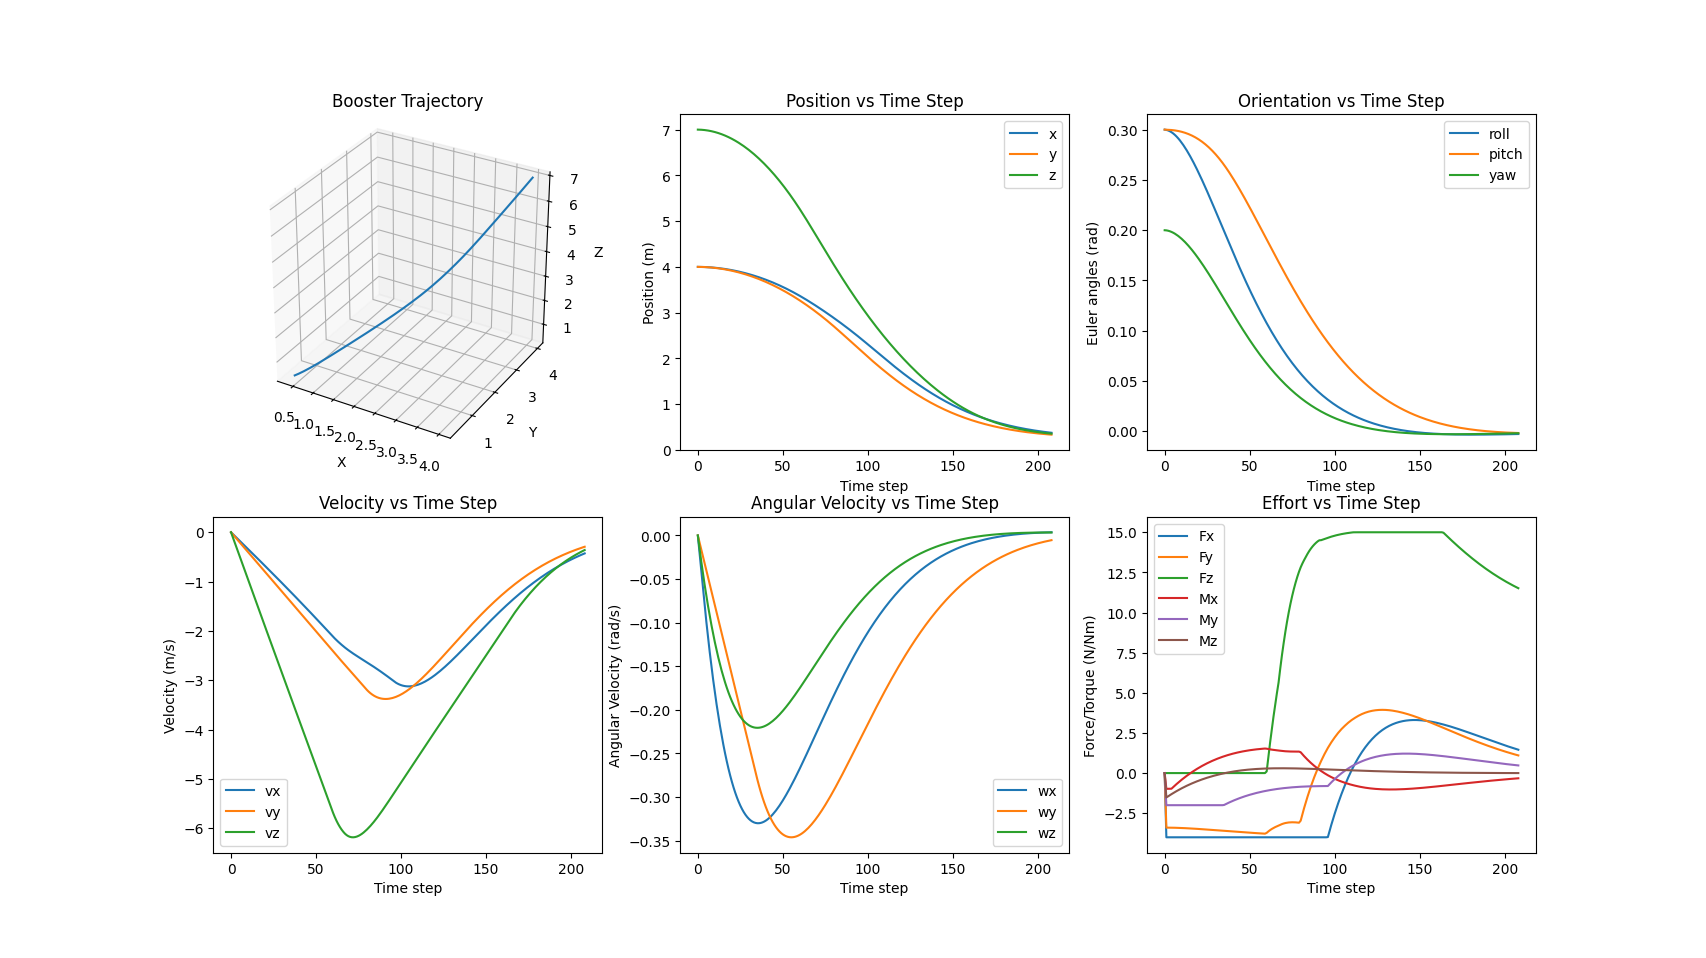 Booster Trajectory
7
6
5
4
3
2
1
Z
4
3
2
1
Y
0.5
1.0
1.5
2.0
2.5
3.0
3.5
4.0
X
Position vs Time Step
7
6
5
4
3
2
1
0
Position (m)
x
y
z
0 50 100 150 200
Time step
Orientation vs Time Step
0.30
0.25
0.20
0.15
0.10
0.05
0.00
Euler angles (rad)
roll
pitch
yaw
0 50 100 150 200
Time step
Velocity vs Time Step
0
−1
−2
−3
−4
−5
−6
Velocity (m/s)
vx
vy
vz
0 50 100 150 200
Time step
Angular Velocity vs Time Step
0.00
−0.05
−0.10
−0.15
−0.20
−0.25
−0.30
−0.35
Angular Velocity (rad/s)
wx
wy
wz
0 50 100 150 200
Time step
Effort vs Time Step
15.0
12.5
10.0
7.5
5.0
2.5
0.0
−2.5
Force/Torque (N/Nm)
Fx
Fy
Fz
Mx
My
Mz
0 50 100 150 200
Time step